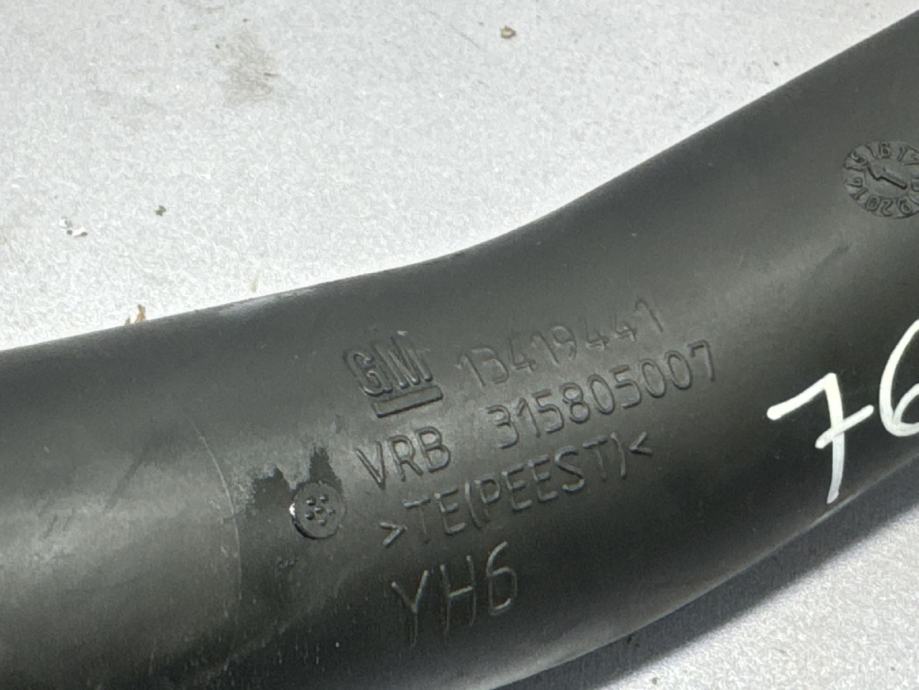 GM 13419441
VRB 315805007
>TE(PEEST)<
YH6
76